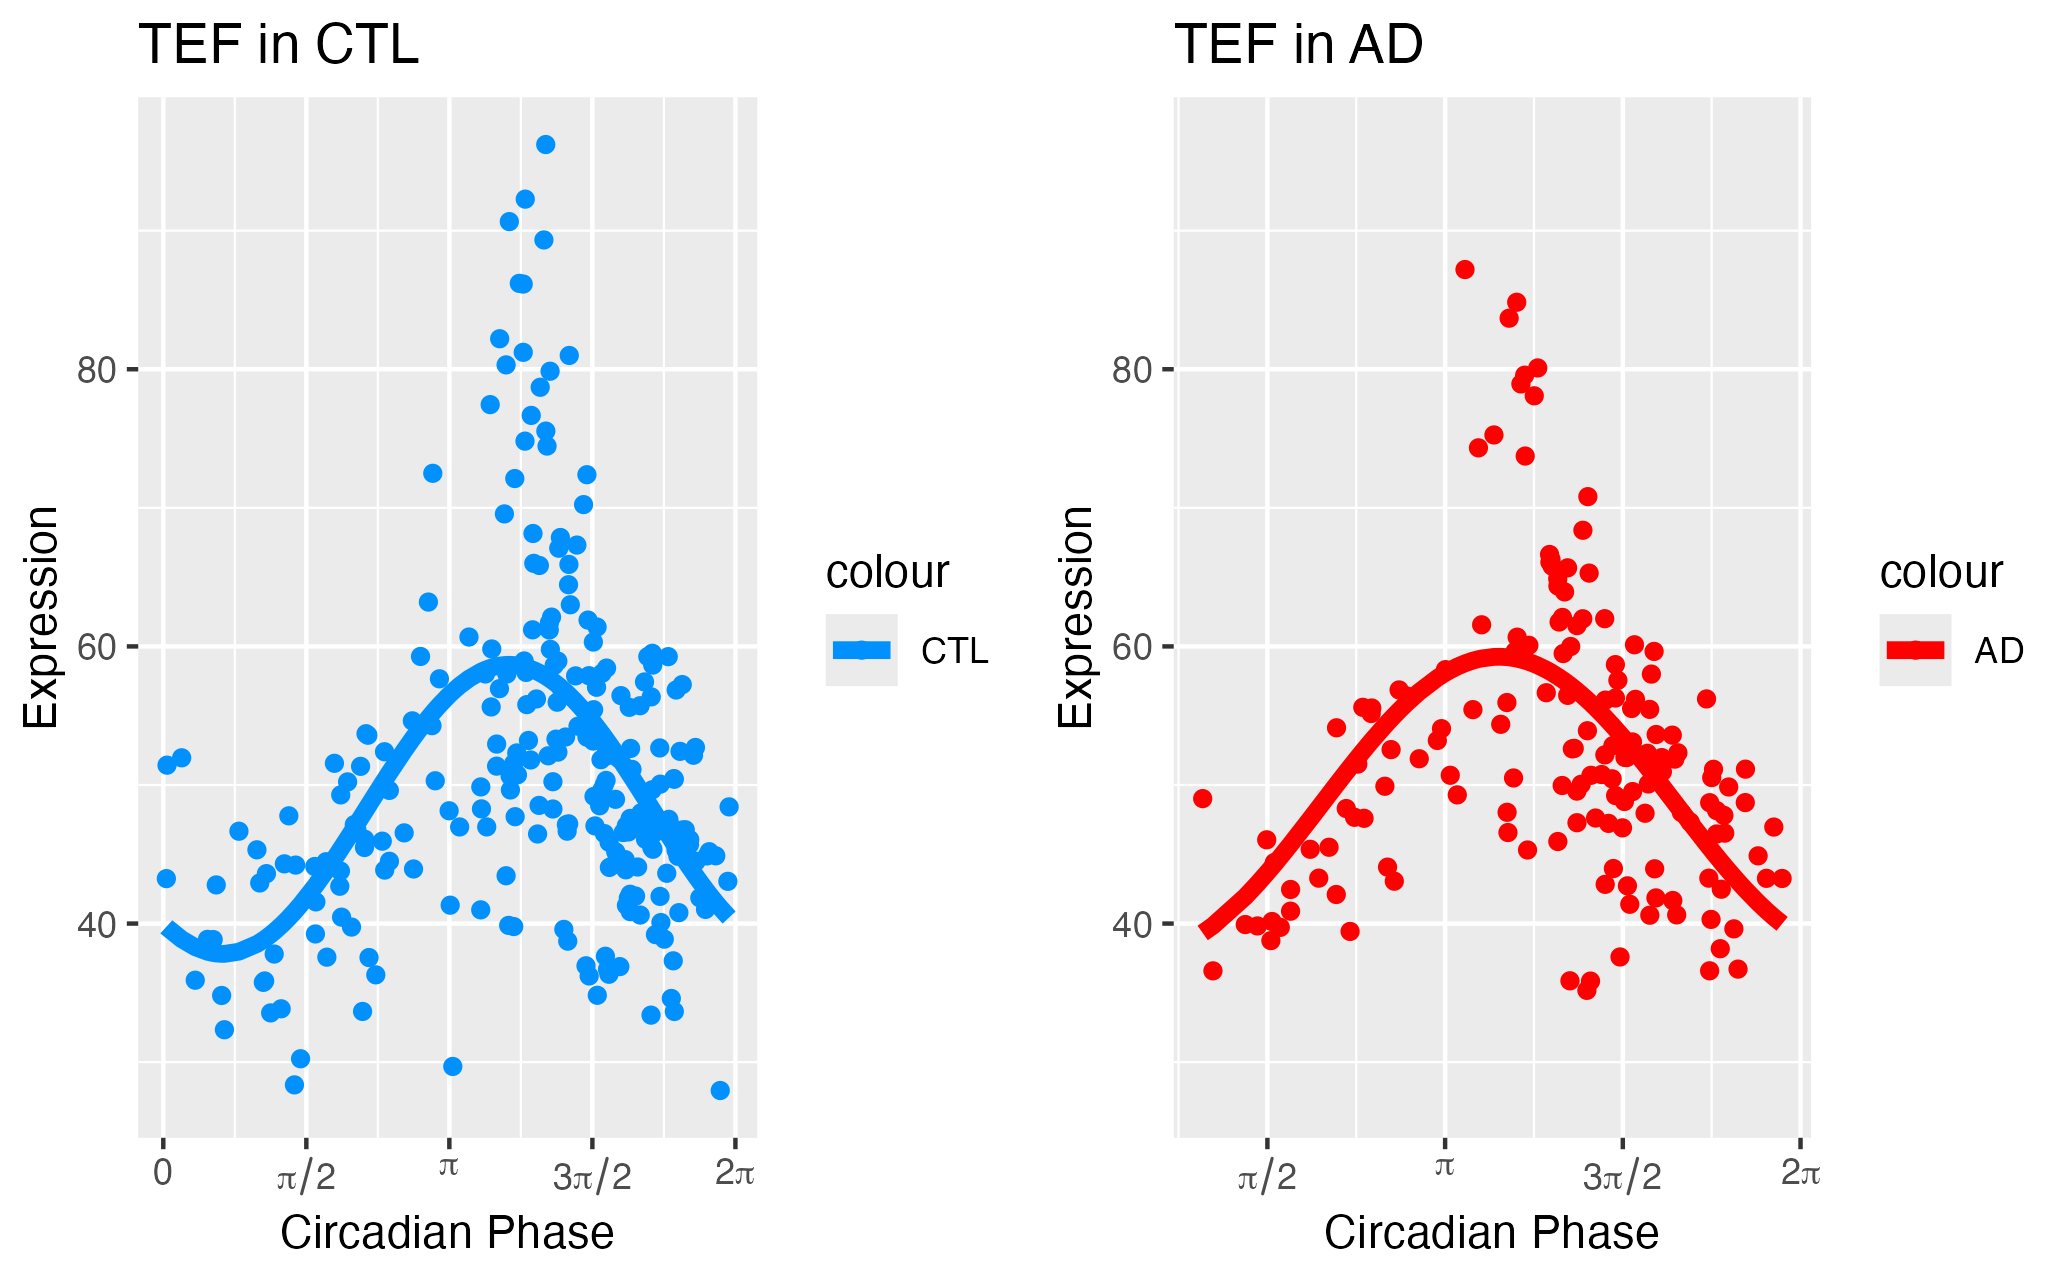 TEF in CTL
Expression
80
60
40
0
π/2
π
3π/2
2π
Circadian Phase
colour
CTL
TEF in AD
Expression
80
60
40
π/2
π
3π/2
2π
Circadian Phase
colour
AD